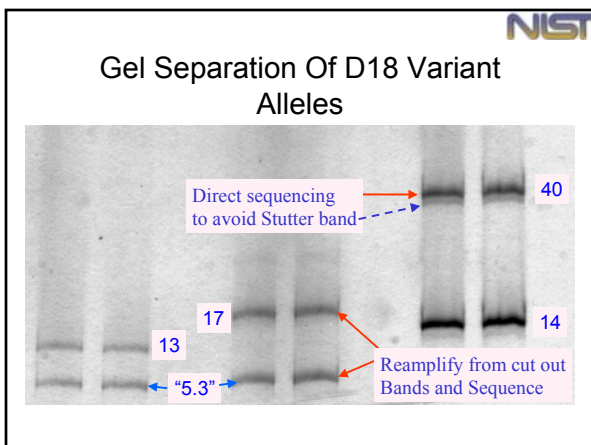 NIST
Gel Separation Of D18 Variant
Alleles
Direct sequencing
to avoid Stutter band
40
17
14
13
"5.3"
Reamplify from cut out
Bands and Sequence